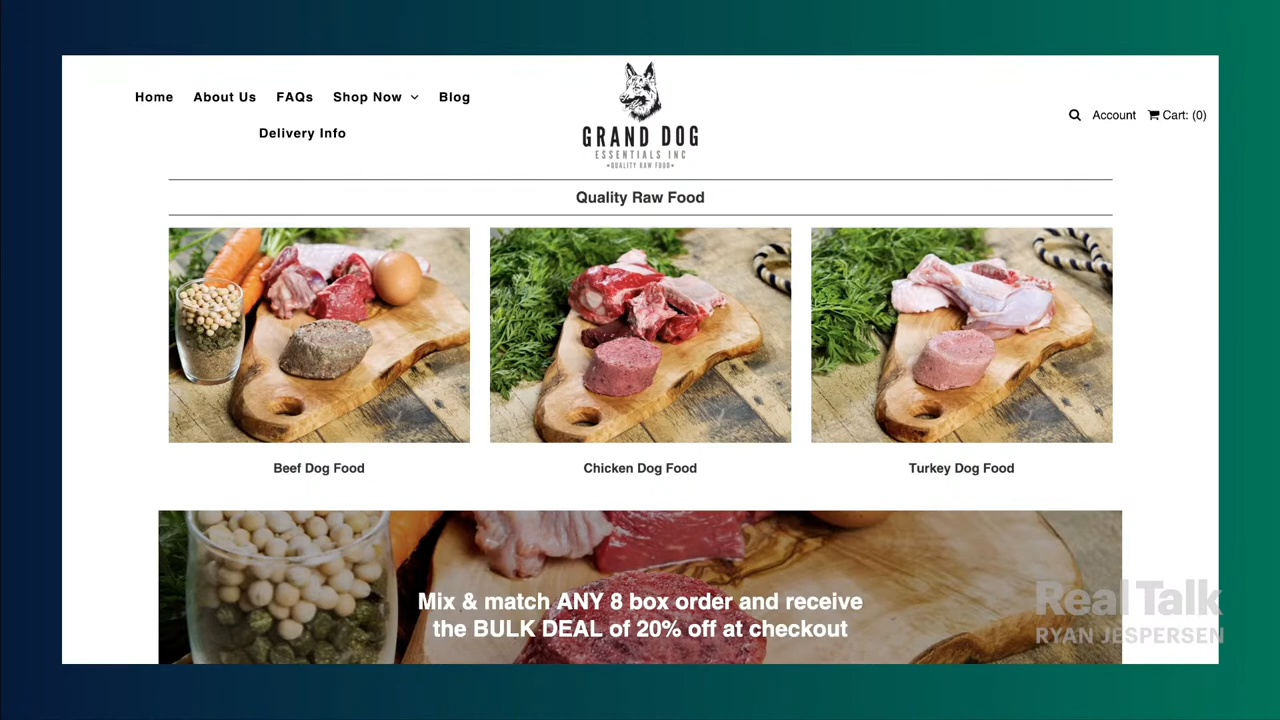 Home About Us FAQs Shop Now Blog
Delivery Info
GRAND DOG
ESSENTIALS INC
•QUALITY RAW FOOD•
Account Cart: (0)
Quality Raw Food
Beef Dog Food
Chicken Dog Food
Turkey Dog Food
Mix & match ANY 8 box order and receive
the BULK DEAL of 20% off at checkout
Real Talk
RYAN JESPERSEN